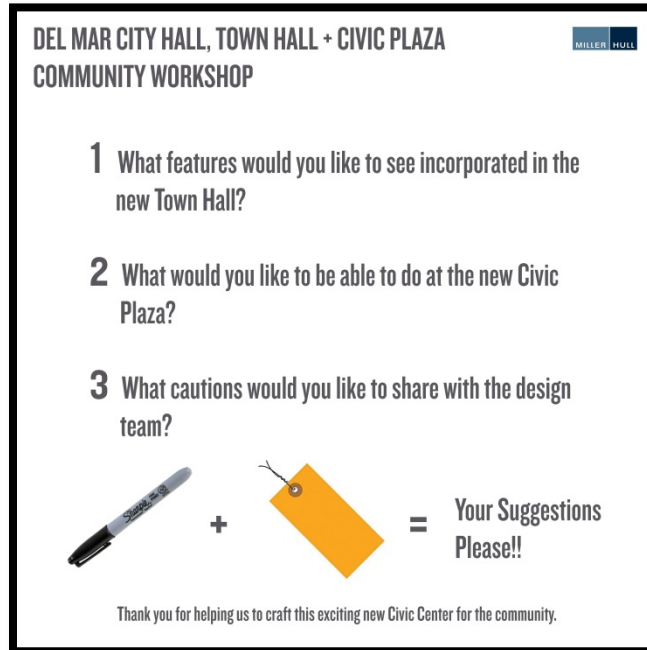 DEL MAR CITY HALL, TOWN HALL + CIVIC PLAZA
MILLER HULL
COMMUNITY WORKSHOP
1 What features would you like to see incorporated in the
new Town Hall?
2 What would you like to be able to do at the new Civic
Plaza?
3 What cautions would you like to share with the design
team?
Sharpie
+
=
Your Suggestions
Please!!
Thank you for helping us to craft this exciting new Civic Center for the community.